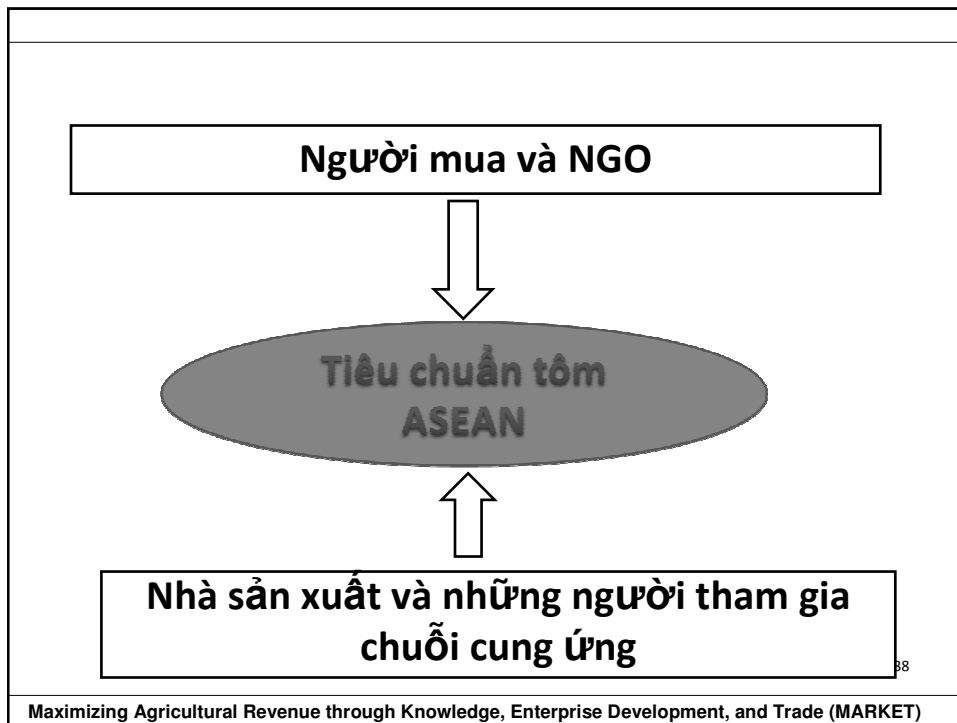 Người mua và NGO
Tiêu chuẩn tôm
ASEAN
Nhà sản xuất và những người tham gia
chuỗi cung ứng
38
Maximizing Agricultural Revenue through Knowledge, Enterprise Development, and Trade (MARKET)